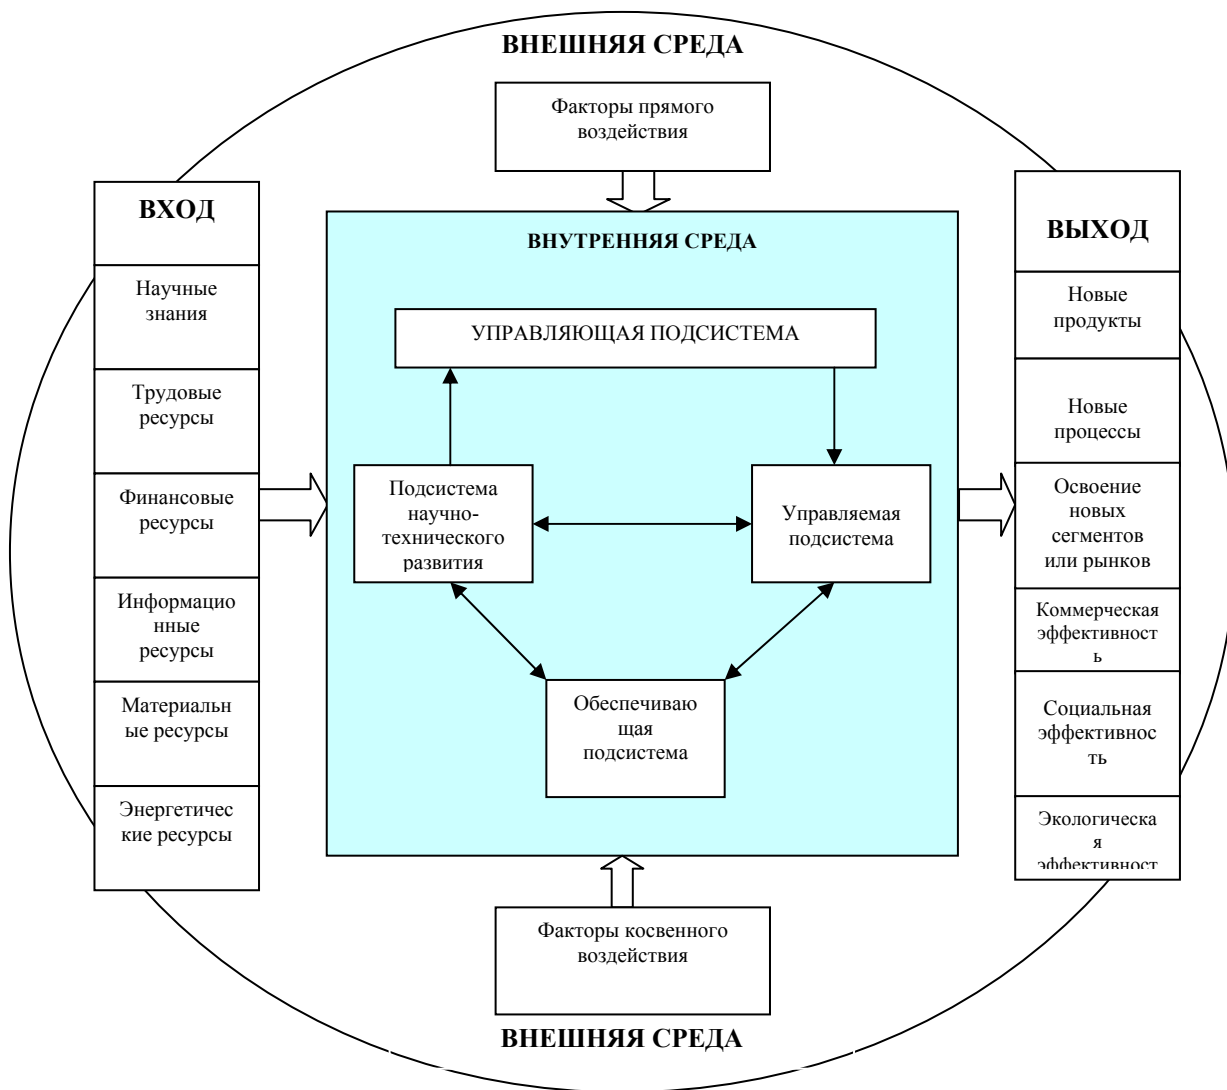 ВНЕШНЯЯ СРЕДА
Факторы прямого
воздействия
ВХОД
Научные
знания
Трудовые
ресурсы
Финансовые
ресурсы
Информацио
нные
ресурсы
Материальн
ые ресурсы
Энергетичес
кие ресурсы
ВНУТРЕННЯЯ СРЕДА
УПРАВЛЯЮЩАЯ ПОДСИСТЕМА
Подсистема
научно-
технического
развития
Управляемая
подсистема
Обеспечиваю
щая
подсистема
ВЫХОД
Новые
продукты
Новые
процессы
Освоение
новых
сегментов
или рынков
Коммерческая
эффективност
ь
Социальная
эффективнос
ть
Экологическа
я
эффективност
Факторы косвенного
воздействия
ВНЕШНЯЯ СРЕДА